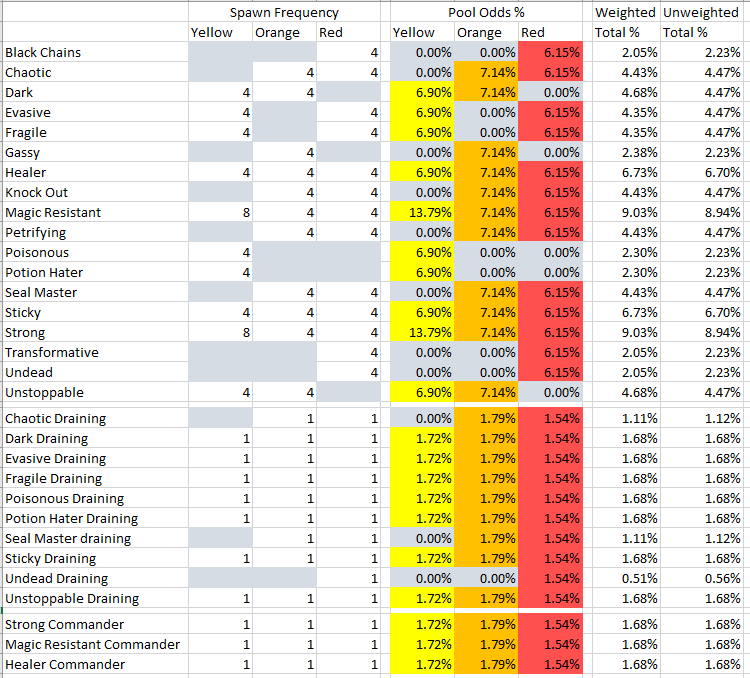 Spawn Frequency Pool Odds % Weighted Unweighted
Yellow Orange Red Yellow Orange Red Total % Total %
Black Chains 4 0.00% 0.00% 6.15% 2.05% 2.23%
Chaotic 4 4 0.00% 7.14% 6.15% 4.43% 4.47%
Dark 4 4 6.90% 7.14% 0.00% 4.68% 4.47%
Evasive 4 4 6.90% 0.00% 6.15% 4.35% 4.47%
Fragile 4 4 6.90% 0.00% 6.15% 4.35% 4.47%
Gassy 4 0.00% 7.14% 0.00% 2.38% 2.23%
Healer 4 4 4 6.90% 7.14% 6.15% 6.73% 6.70%
Knock Out 4 4 0.00% 7.14% 6.15% 4.43% 4.47%
Magic Resistant 8 4 4 13.79% 7.14% 6.15% 9.03% 8.94%
Petrifying 4 4 0.00% 7.14% 6.15% 4.43% 4.47%
Poisonous 4 6.90% 0.00% 0.00% 2.30% 2.23%
Potion Hater 4 6.90% 0.00% 0.00% 2.30% 2.23%
Seal Master 4 4 0.00% 7.14% 6.15% 4.43% 4.47%
Sticky 4 4 4 6.90% 7.14% 6.15% 6.73% 6.70%
Strong 8 4 4 13.79% 7.14% 6.15% 9.03% 8.94%
Transformative 4 0.00% 0.00% 6.15% 2.05% 2.23%
Undead 4 0.00% 0.00% 6.15% 2.05% 2.23%
Unstoppable 4 4 6.90% 7.14% 0.00% 4.68% 4.47%
Chaotic Draining 1 1 0.00% 1.79% 1.54% 1.11% 1.12%
Dark Draining 1 1 1 1.72% 1.79% 1.54% 1.68% 1.68%
Evasive Draining 1 1 1 1.72% 1.79% 1.54% 1.68% 1.68%
Fragile Draining 1 1 1 1.72% 1.79% 1.54% 1.68% 1.68%
Poisonous Draining 1 1 1 1.72% 1.79% 1.54% 1.68% 1.68%
Potion Hater Draining 1 1 1 1.72% 1.79% 1.54% 1.68% 1.68%
Seal Master draining 1 1 0.00% 1.79% 1.54% 1.11% 1.12%
Sticky Draining 1 1 1 1.72% 1.79% 1.54% 1.68% 1.68%
Undead Draining 1 0.00% 0.00% 1.54% 0.51% 0.56%
Unstoppable Draining 1 1 1 1.72% 1.79% 1.54% 1.68% 1.68%
Strong Commander 1 1 1 1.72% 1.79% 1.54% 1.68% 1.68%
Magic Resistant Commander 1 1 1 1.72% 1.79% 1.54% 1.68% 1.68%
Healer Commander 1 1 1 1.72% 1.79% 1.54% 1.68% 1.68%